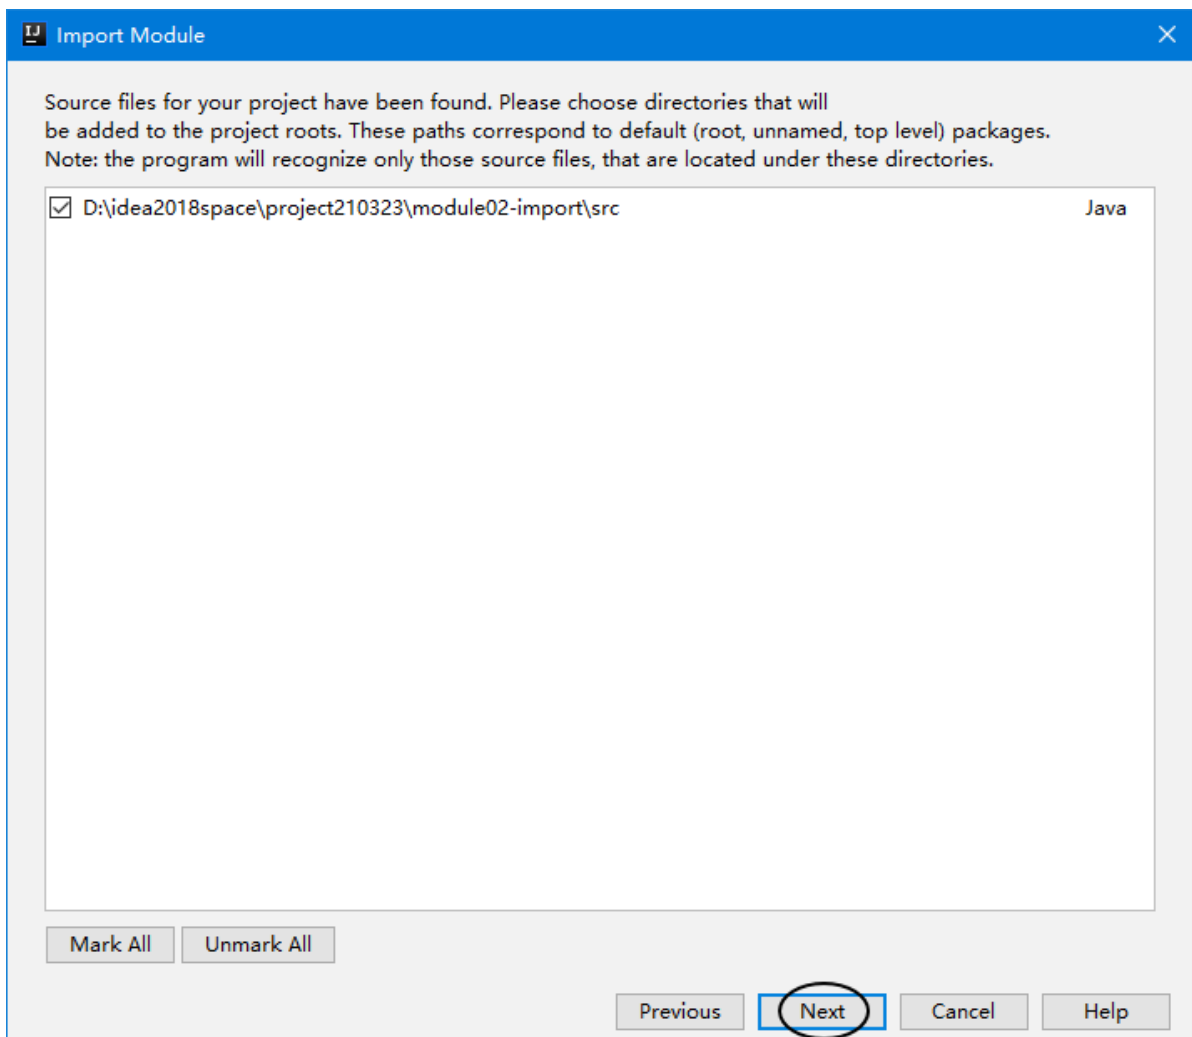 IJ Import Module
Source files for your project have been found. Please choose directories that will
be added to the project roots. These paths correspond to default (root, unnamed, top level) packages.
Note: the program will recognize only those source files, that are located under these directories.
D:\idea2018space\project210323\module02-import\src Java
Mark All Unmark All
Previous Next Cancel Help